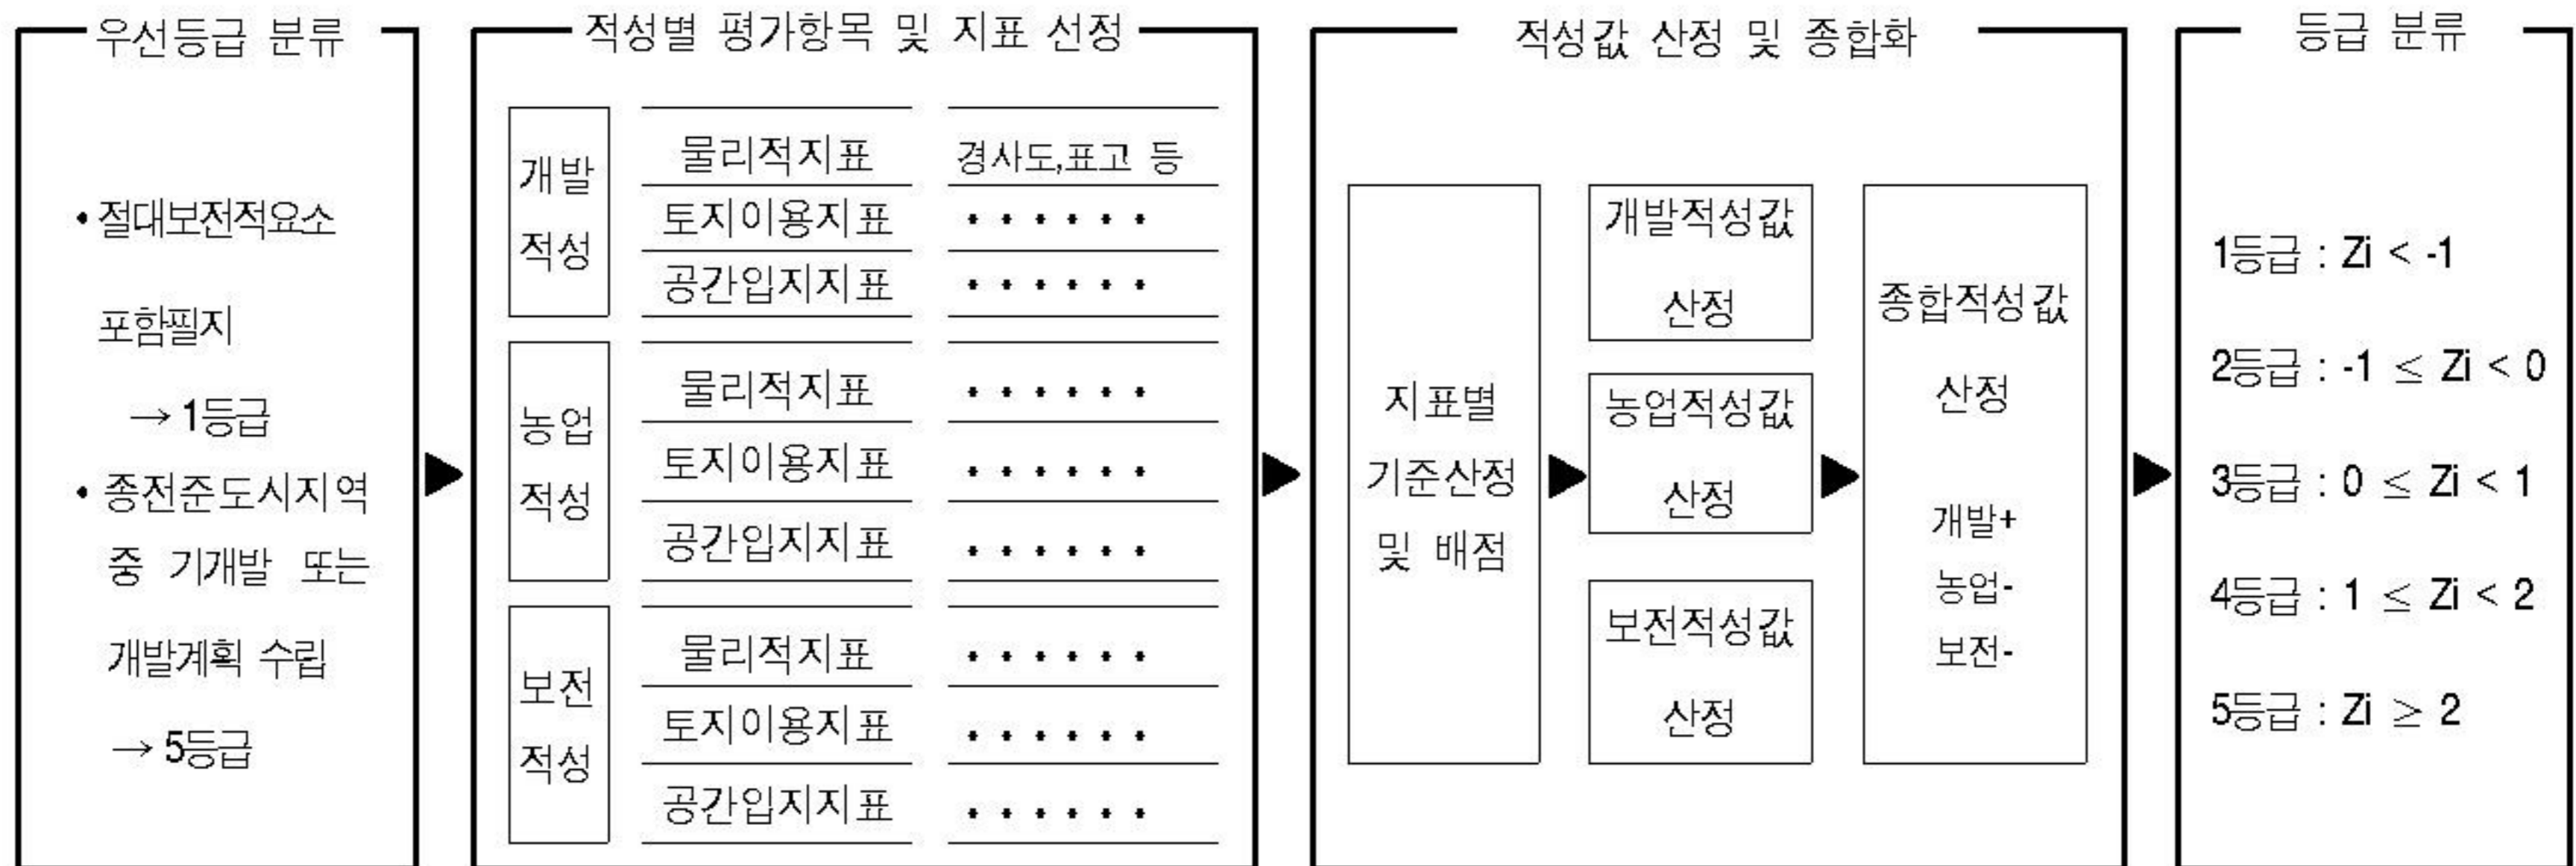 우선등급 분류
• 절대보전적요소
포함필지
→ 1등급
• 종전준도시지역
중 기개발 또는
개발계획 수립
→ 5등급
적성별 평가항목 및 지표 선정
개발
적성
물리적지표
경사도,표고 등
토지이용지표
• • • • • •
공간입지지표
• • • • • •
농업
적성
물리적지표
• • • • • •
토지이용지표
• • • • • •
공간입지지표
• • • • • •
보전
적성
물리적지표
• • • • • •
토지이용지표
• • • • • •
공간입지지표
• • • • • •
적성값 산정 및 종합화
지표별
기준산정
및 배점
개발적성값
산정
농업적성값
산정
보전적성값
산정
종합적성값
산정
개발+
농업-
보전-
등급 분류
1등급 : Zi < -1
2등급 : -1 ≤ Zi < 0
3등급 : 0 ≤ Zi < 1
4등급 : 1 ≤ Zi < 2
5등급 : Zi ≥ 2